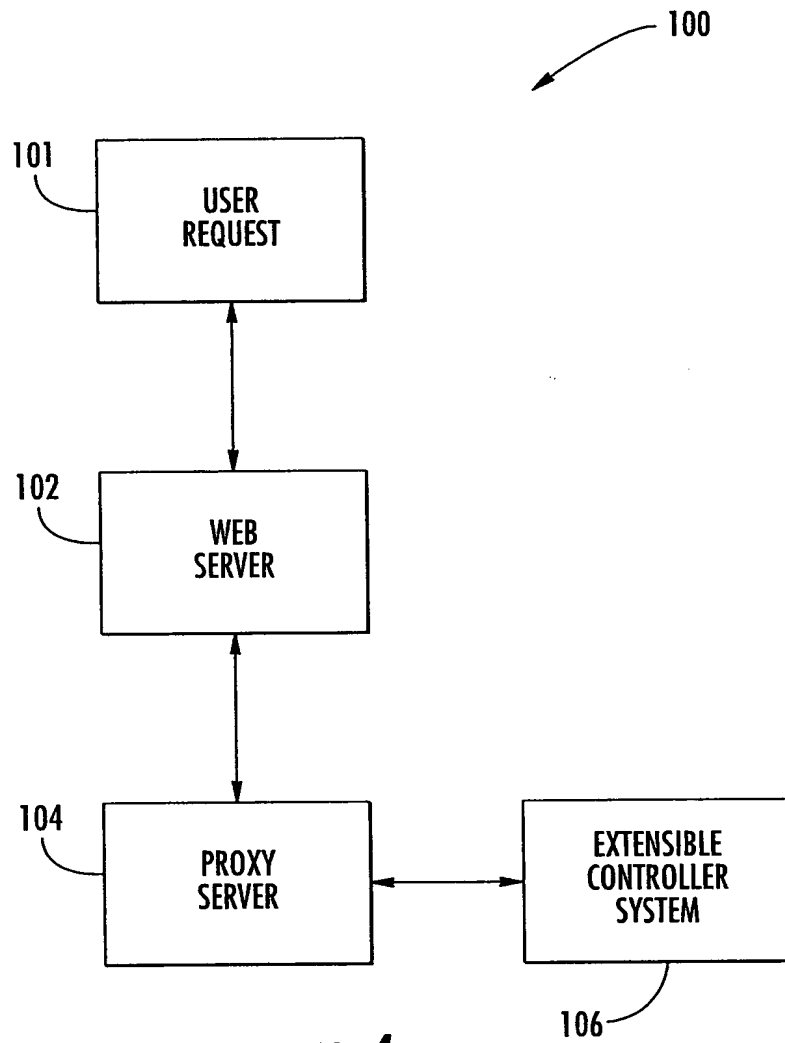 100
101
USER
REQUEST
102
WEB
SERVER
104
PROXY
SERVER
EXTENSIBLE
CONTROLLER
SYSTEM
106